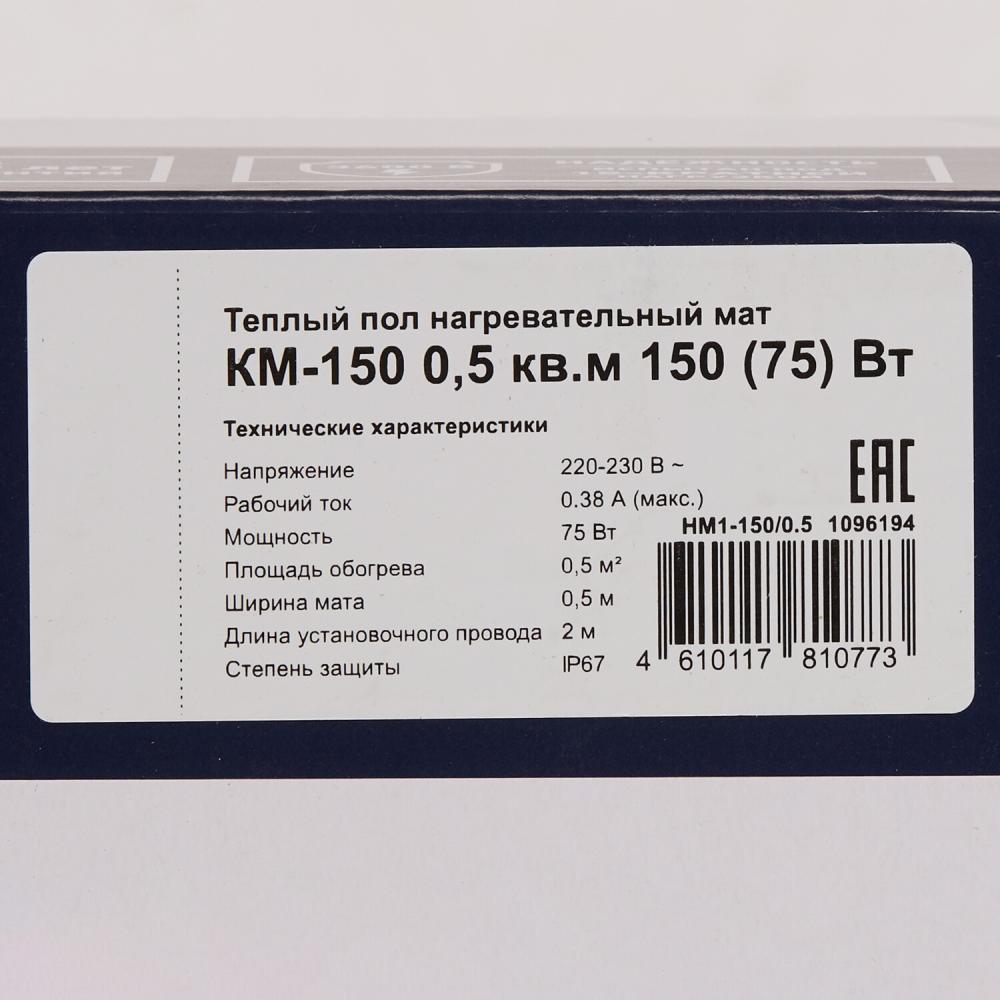 НАДЕЖНОСТЬ
Теплый пол нагревательный мат
КМ-150 0,5 кв.м 150 (75) Вт
Технические характеристики
Напряжение 220-230 В ~
Рабочий ток 0.38 А (макс.)
Мощность 75 Вт
Площадь обогрева 0,5 м²
Ширина мата 0,5 м
Длина установочного провода 2 м
Степень защиты IP67
EAC
НМ1-150/0.5 1096194
4 610117 810773